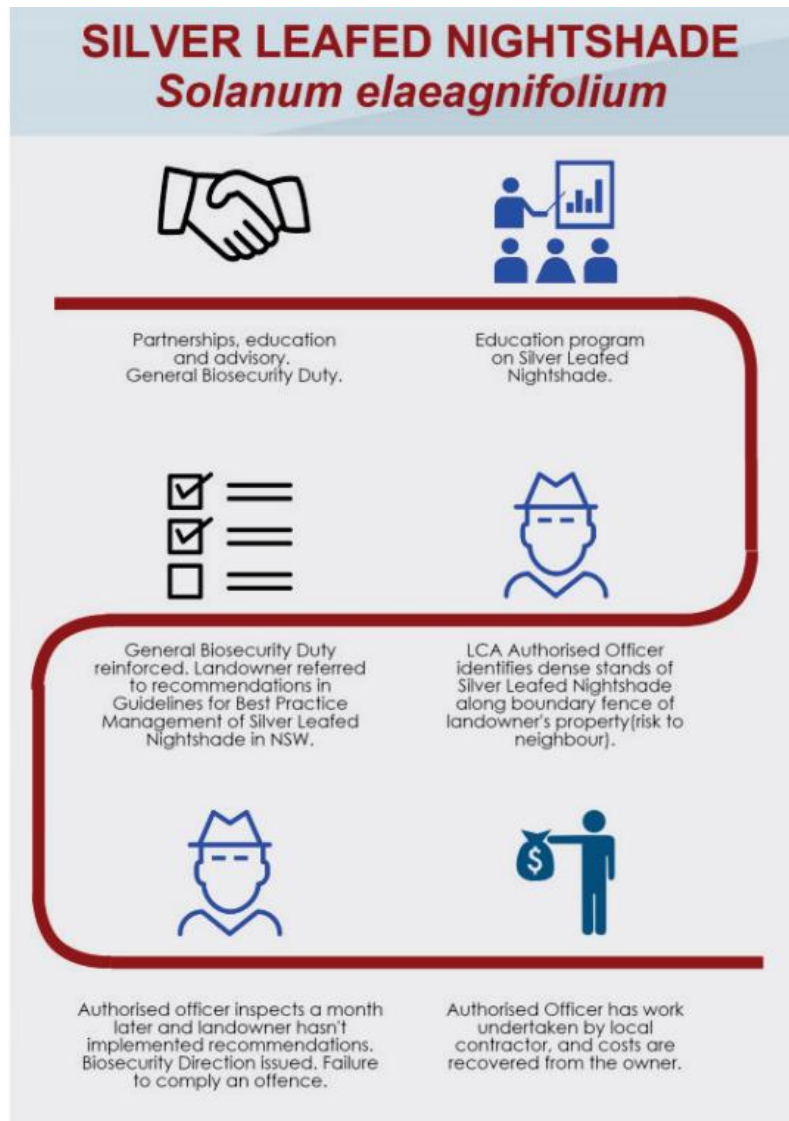 SILVER LEAFED NIGHTSHADE
Solanum elaeagnifolium
Partnerships, education
and advisory.
General Biosecurity Duty.
Education program
on Silver Leafed
Nightshade.
LCA Authorised Officer
identifies dense stands of
Silver Leafed Nightshade
along boundary fence of
landowner's property(risk to
neighbour).
General Biosecurity Duty
reinforced. Landowner referred
to recommendations in
Guidelines for Best Practice
Management of Silver Leafed
Nightshade in NSW.
Authorised officer inspects a month
later and landowner hasn't
implemented recommendations.
Biosecurity Direction issued. Failure
to comply an offence.
$
Authorised Officer has work
undertaken by local
contractor, and costs are
recovered from the owner.